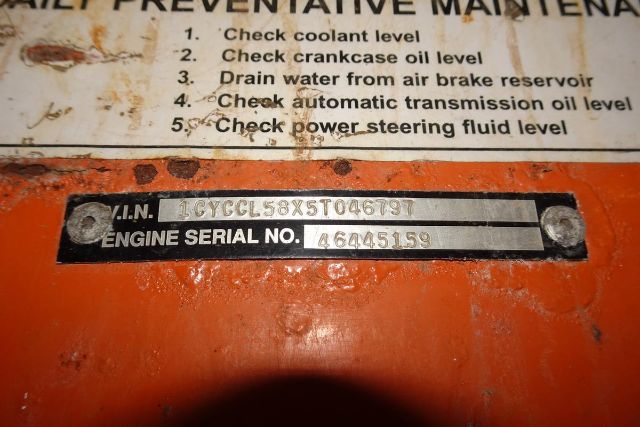 DAILY PREVENTATIVE MAINTENA
1. Check coolant level
2. Check crankcase oil level
3. Drain water from air brake reservoir
4. Check automatic transmission oil level
5. Check power steering fluid level
V.I.N. 1CYCCL58X5T046797
ENGINE SERIAL NO. 46445159